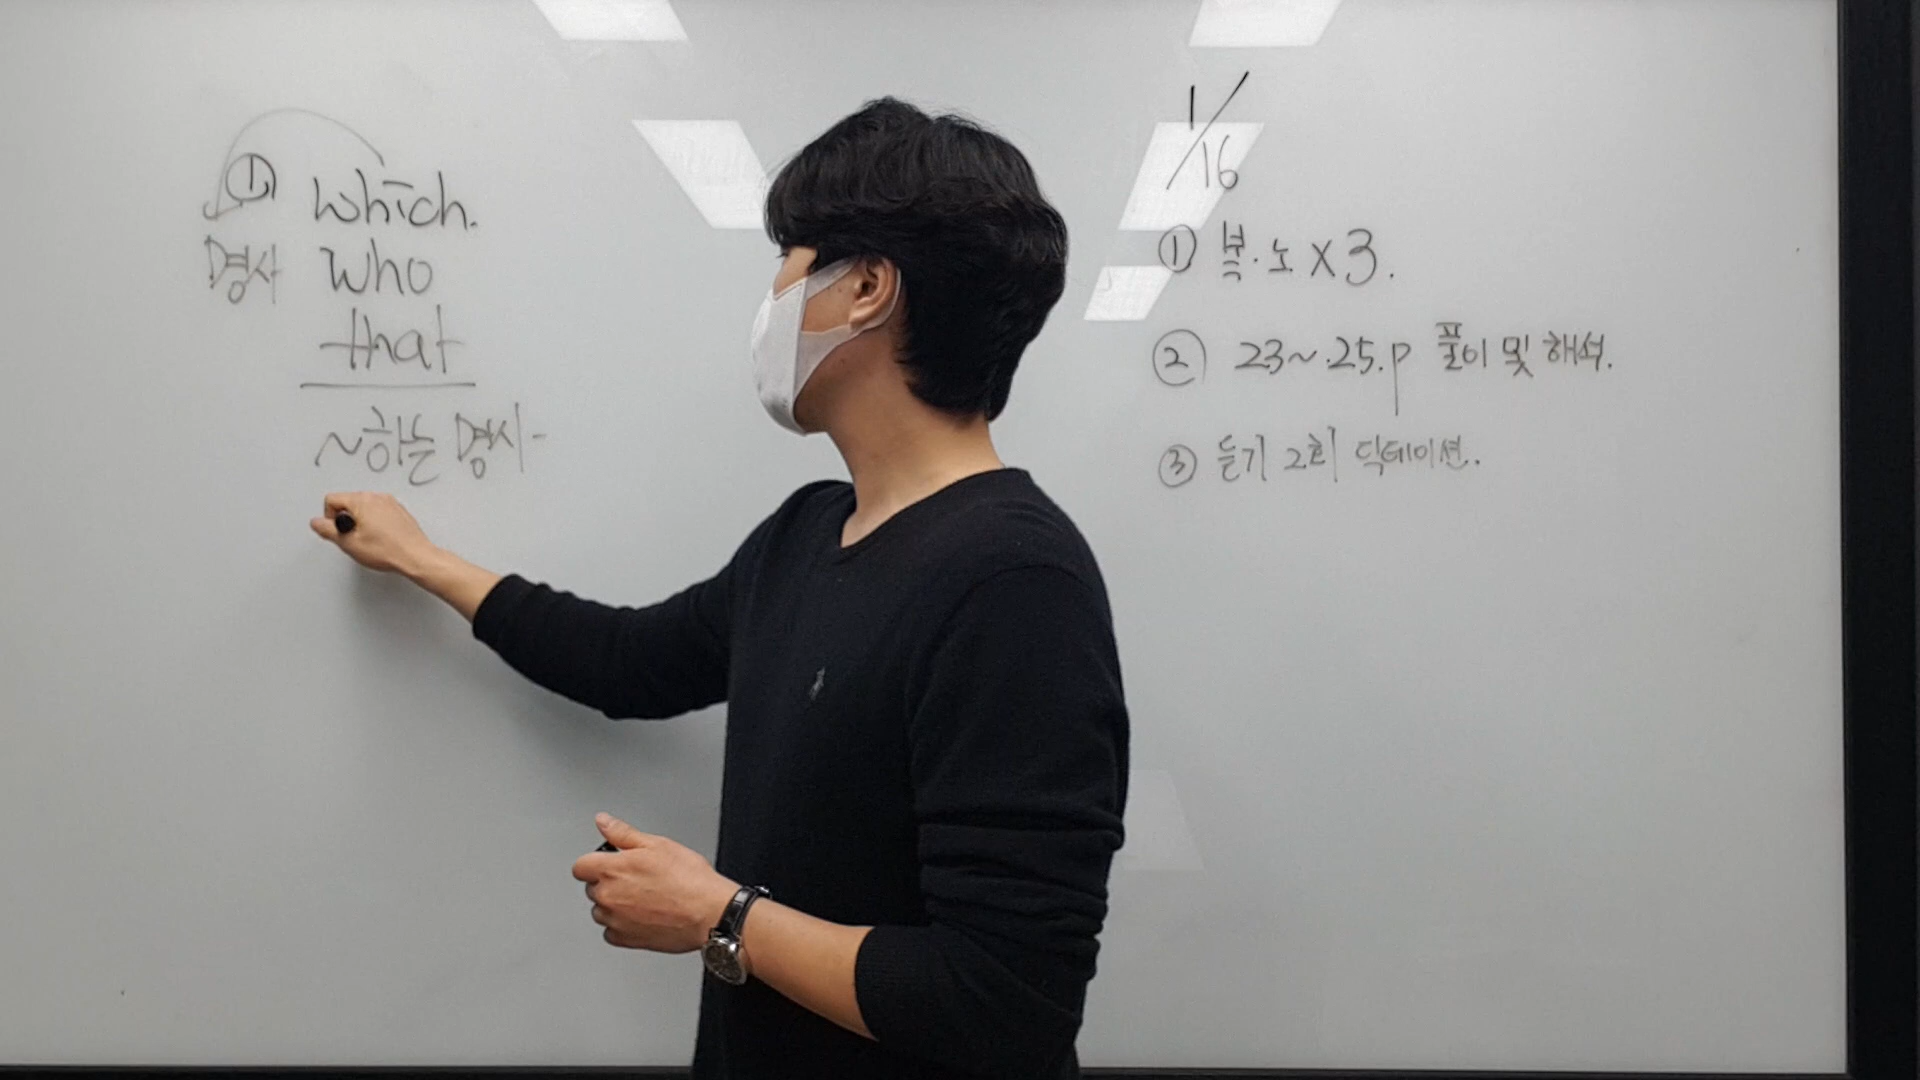 ① which.
명사 who
that
~하는 명사-
1/16
① 복·노 x 3.
② 23~25.p 풀이 및 해석.
③ 듣기 2회 딕테이션.